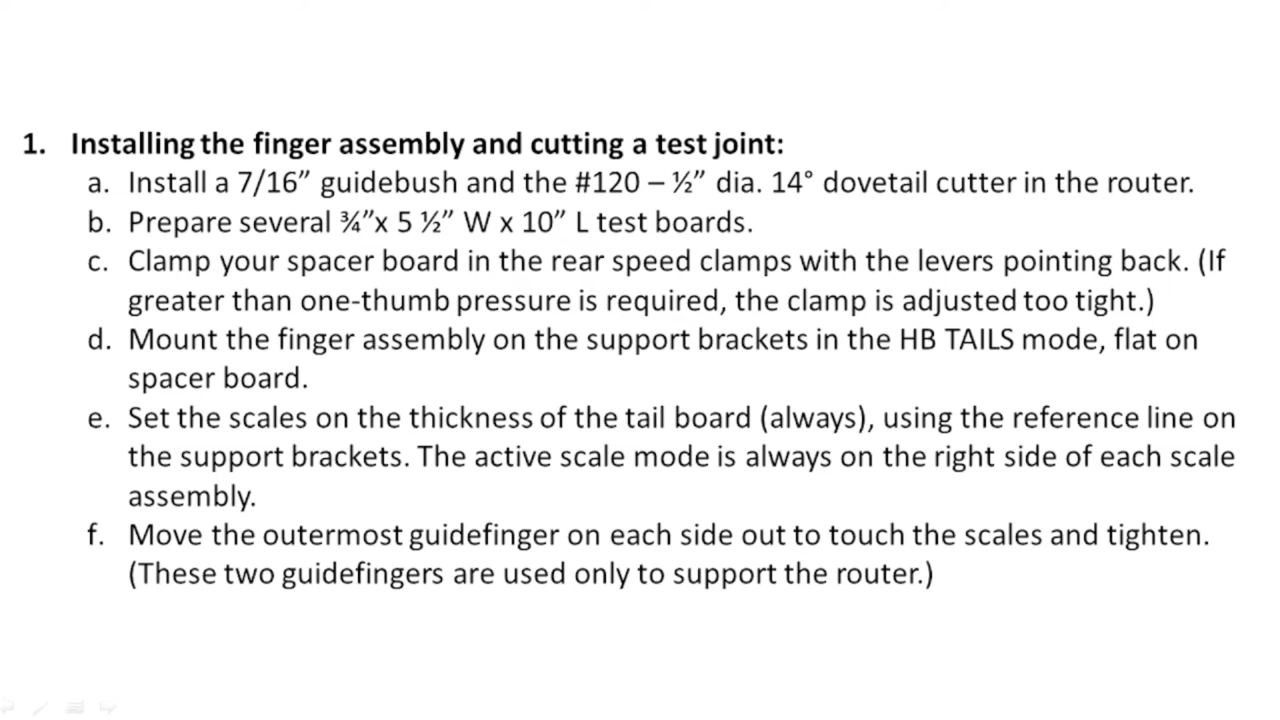 1. Installing the finger assembly and cutting a test joint:
a. Install a 7/16” guidebush and the #120 – ½” dia. 14° dovetail cutter in the router.
b. Prepare several ¾”x 5 ½” W x 10” L test boards.
c. Clamp your spacer board in the rear speed clamps with the levers pointing back. (If
greater than one-thumb pressure is required, the clamp is adjusted too tight.)
d. Mount the finger assembly on the support brackets in the HB TAILS mode, flat on
spacer board.
e. Set the scales on the thickness of the tail board (always), using the reference line on
the support brackets. The active scale mode is always on the right side of each scale
assembly.
f. Move the outermost guidefinger on each side out to touch the scales and tighten.
(These two guidefingers are used only to support the router.)